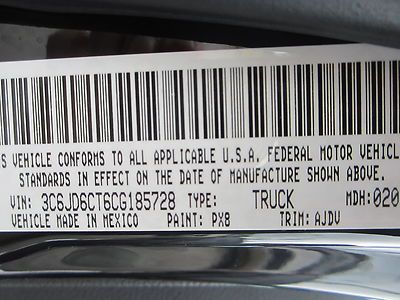 S VEHICLE CONFORMS TO ALL APPLICABLE U.S.A. FEDERAL MOTOR VEHICLE
STANDARDS IN EFFECT ON THE DATE OF MANUFACTURE SHOWN ABOVE.
VIN: 3C6JD6CT6CG185728 TYPE: TRUCK MDH:020
VEHICLE MADE IN MEXICO PAINT: PX8 TRIM: AJDV